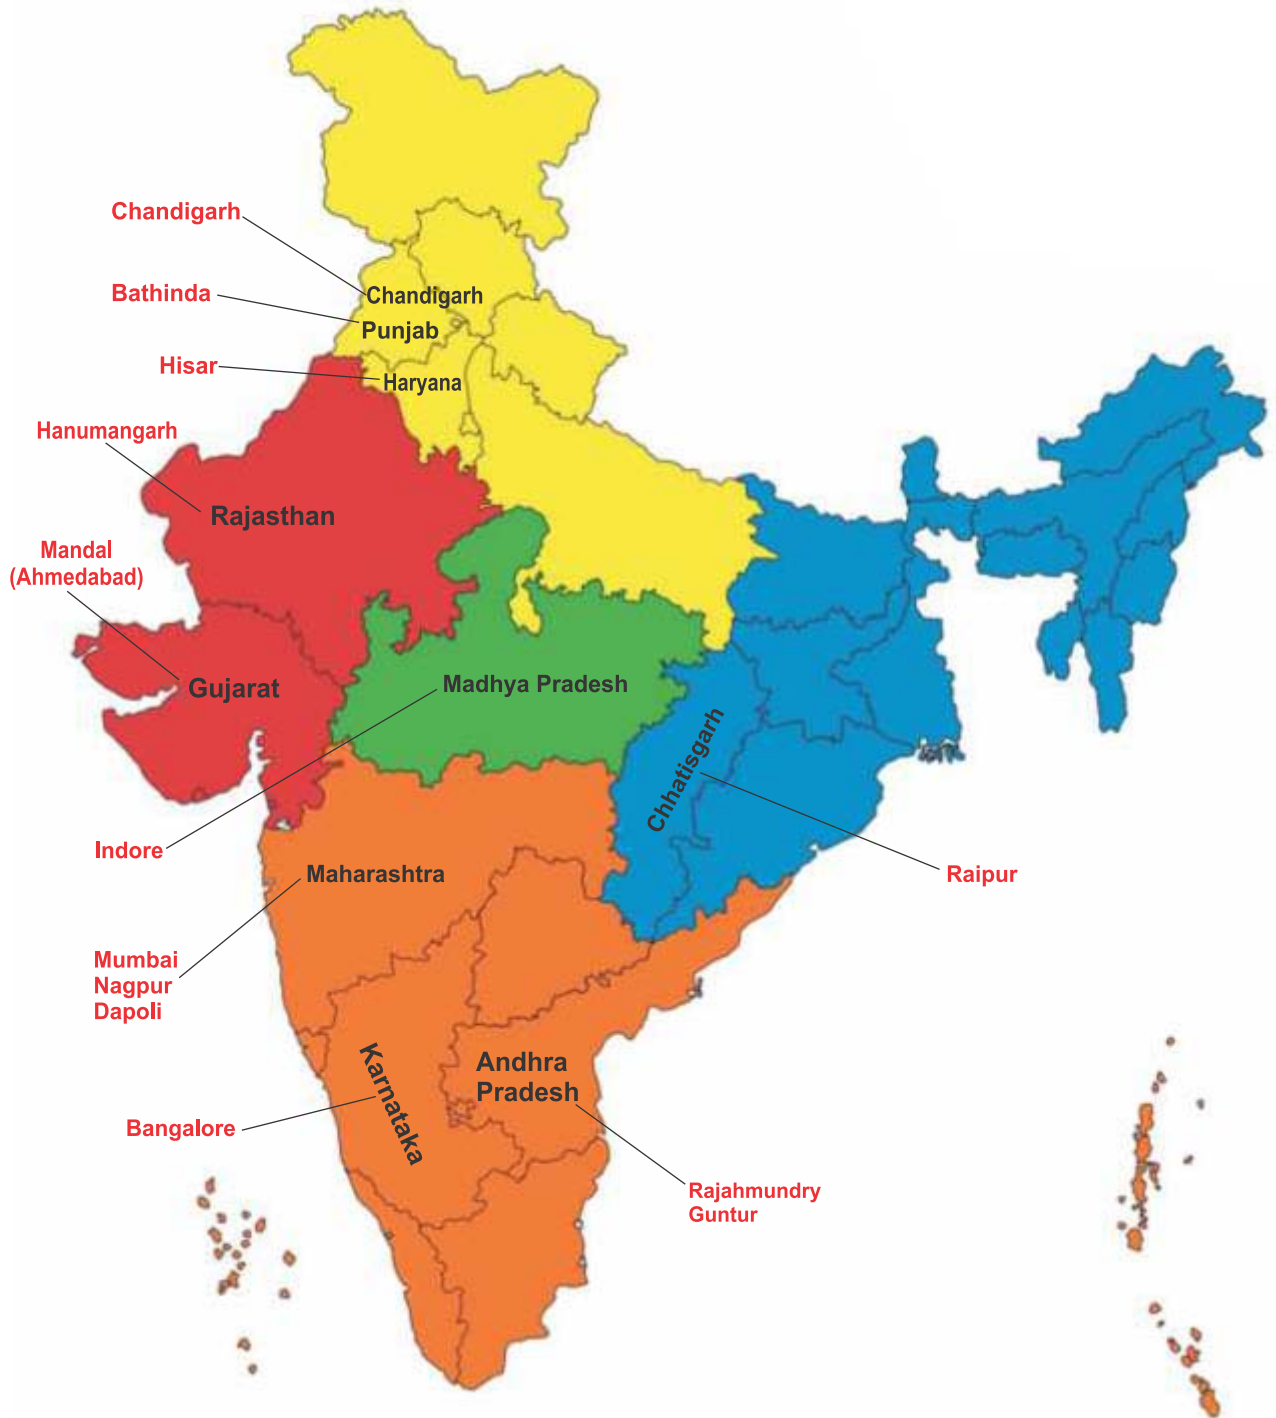 Chandigarh
Bathinda
Chandigarh
Punjab
Hisar
Haryana
Hanumangarh
Rajasthan
Mandal
(Ahmedabad)
Gujarat
Madhya Pradesh
Chhatisgarh
Indore
Maharashtra
Raipur
Mumbai
Nagpur
Dapoli
Karnataka
Andhra
Pradesh
Bangalore
Rajahmundry
Guntur